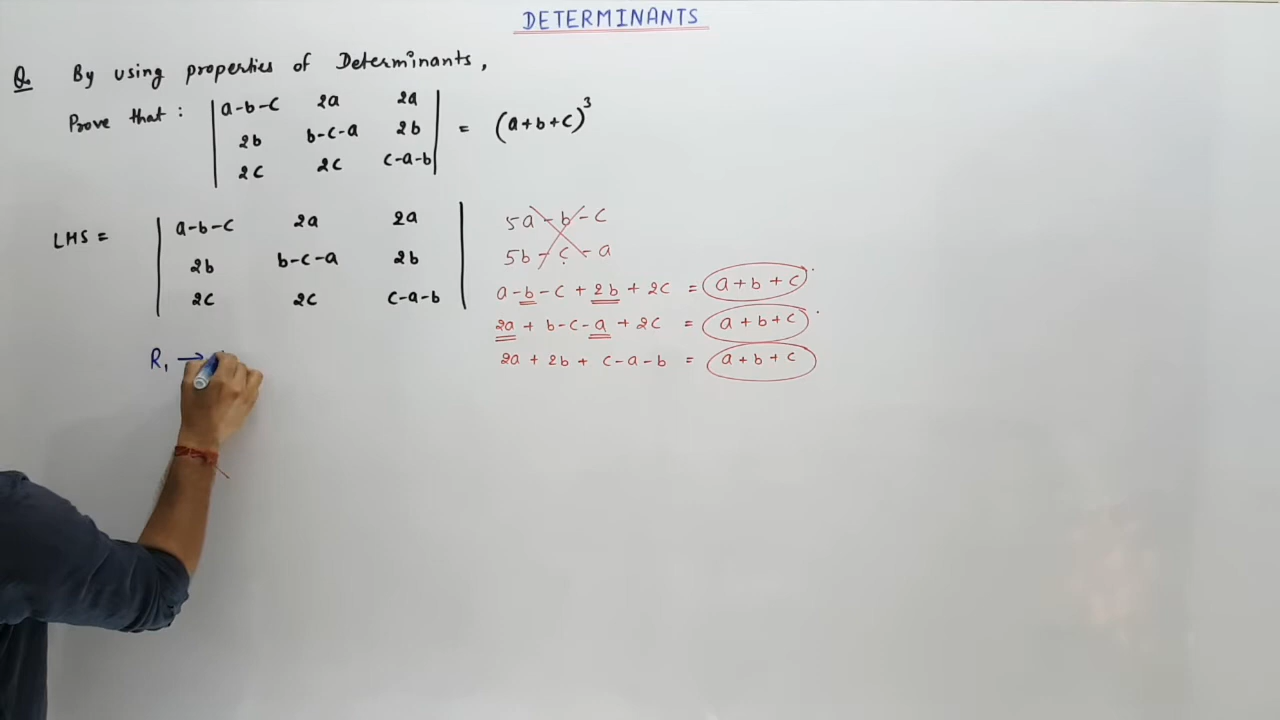 DETERMINANTS
Q. By using properties of Determinants,
Prove that : | a-b-c 2a 2a |
| 2b b-c-a 2b | = (a+b+c)³
| 2c 2c c-a-b |
LHS = | a-b-c 2a 2a |
| 2b b-c-a 2b |
| 2c 2c c-a-b |
5a-b-c
5b-c-a
a-b-c+2b+2c = a+b+c
2a+b-c-a+2c = a+b+c
2a+2b+c-a-b = a+b+c
R₁ →